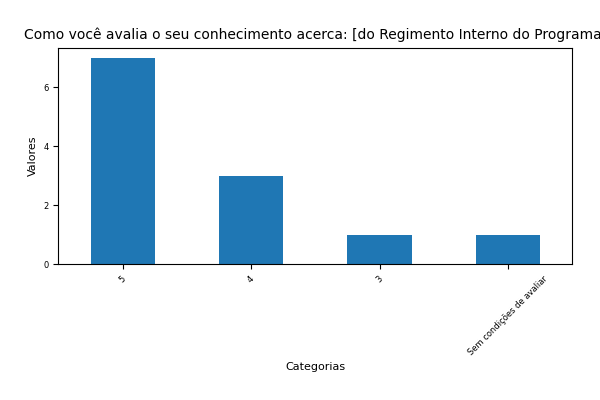 Como você avalia o seu conhecimento acerca: [do Regimento Interno do Programa
Valores
6
4
2
0
5
4
3
Sem condições de avaliar
Categorias